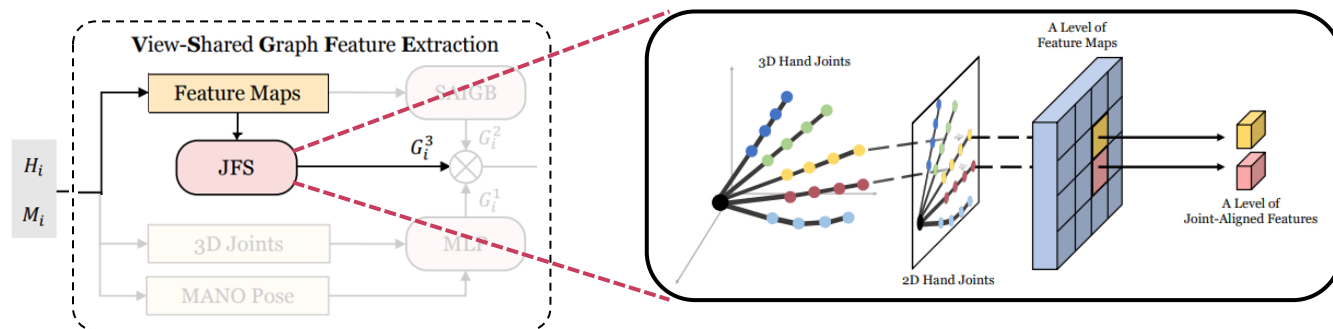 View-Shared Graph Feature Extraction
Feature Maps
SAIGB
JFS
G_i^3
G_i^2
G_i^1
H_i
M_i
3D Joints
MLP
MANO Pose
A Level of
Feature Maps
3D Hand Joints
A Level of
Joint-Aligned Features
2D Hand Joints